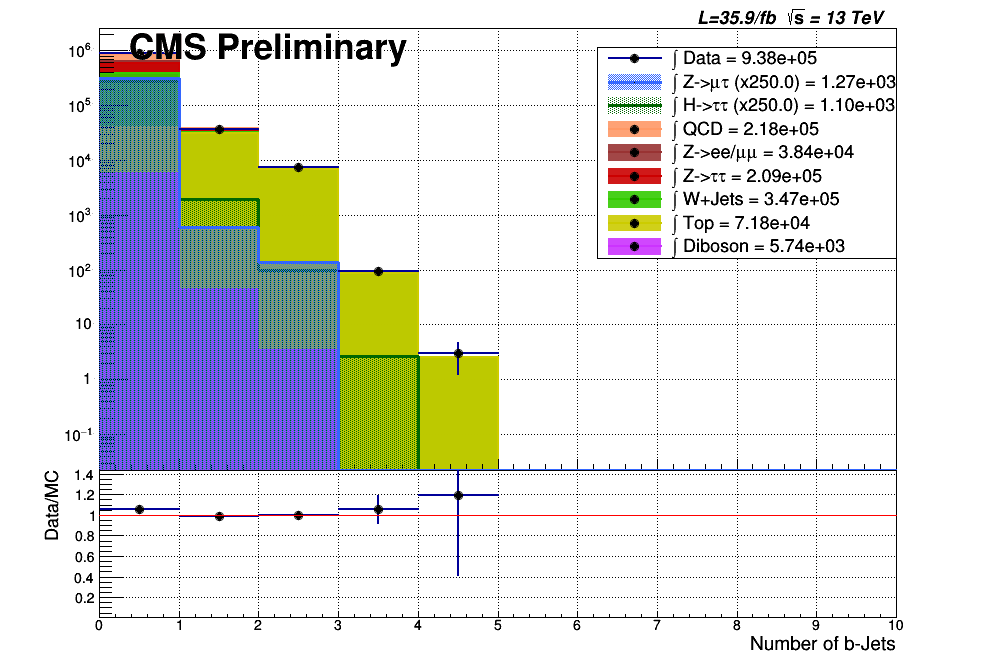 L=35.9/fb √s = 13 TeV
CMS Preliminary
∫ Data = 9.38e+05
∫ Z->μτ (x250.0) = 1.27e+03
∫ H->ττ (x250.0) = 1.10e+03
∫ QCD = 2.18e+05
∫ Z->ee/μμ = 3.84e+04
∫ Z->ττ = 2.09e+05
∫ W+Jets = 3.47e+05
∫ Top = 7.18e+04
∫ Diboson = 5.74e+03
10⁶
10⁵
10⁴
10³
10²
10
1
10⁻¹
Data/MC
1.4
1.2
1
0.8
0.6
0.4
0.2
0 1 2 3 4 5 6 7 8 9 10
Number of b-Jets